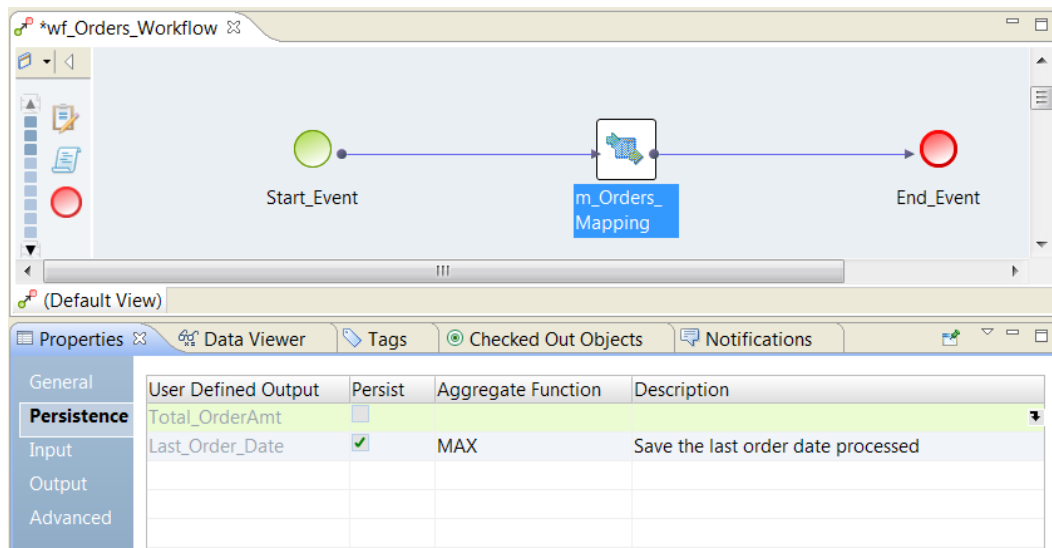 *wf_Orders_Workflow
Start_Event
m_Orders_
Mapping
End_Event
(Default View)
Properties Data Viewer Tags Checked Out Objects Notifications
General
Persistence
Input
Output
Advanced
User Defined Output Persist Aggregate Function Description
Total_OrderAmt
Last_Order_Date MAX Save the last order date processed